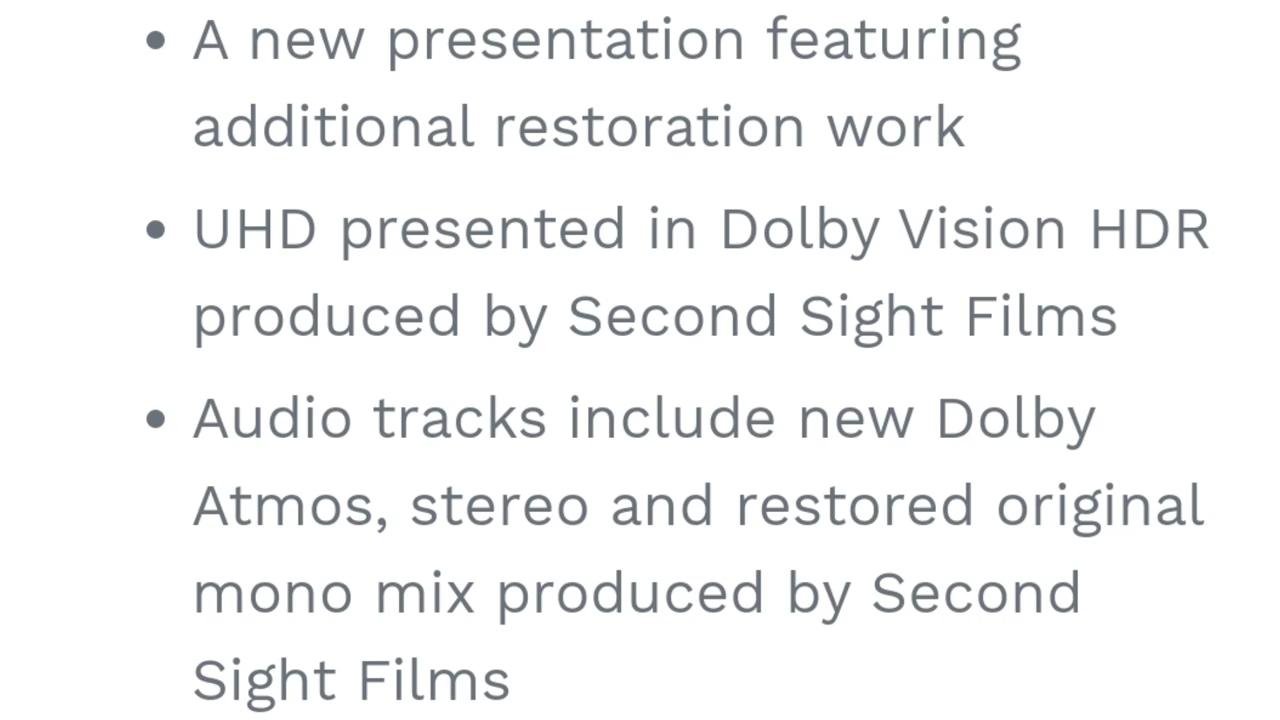 • A new presentation featuring
additional restoration work
• UHD presented in Dolby Vision HDR
produced by Second Sight Films
• Audio tracks include new Dolby
Atmos, stereo and restored original
mono mix produced by Second
Sight Films